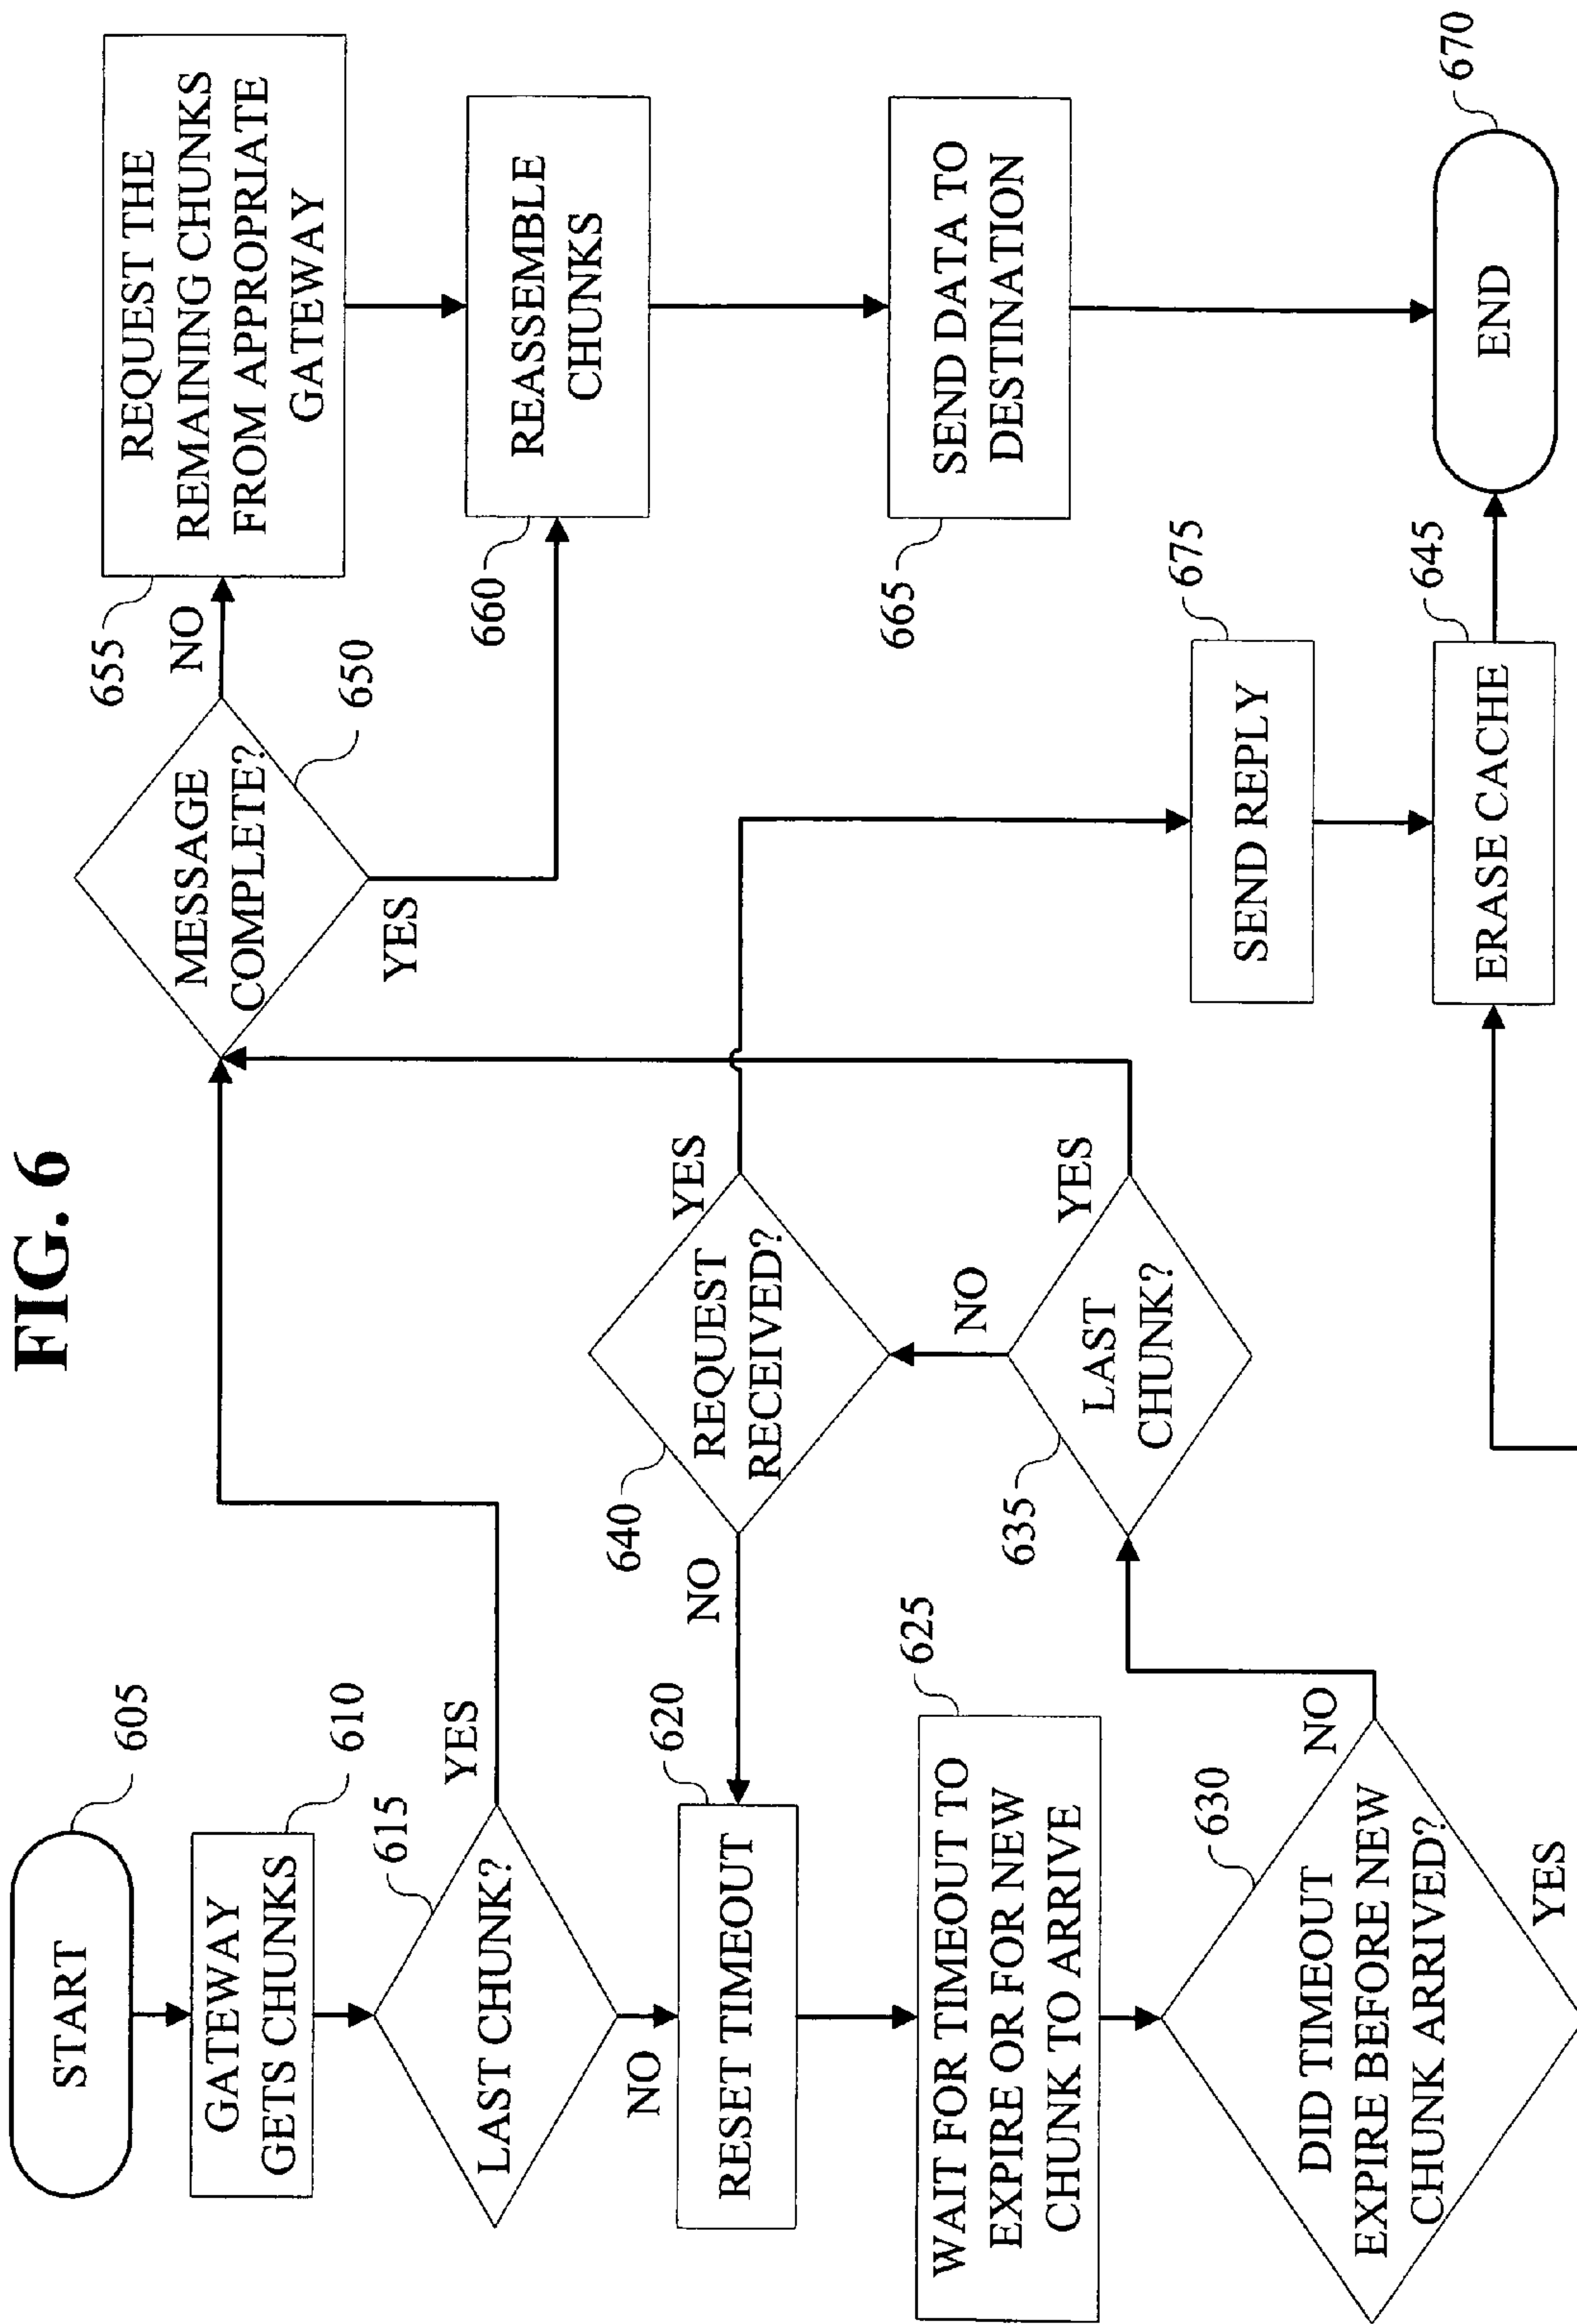 FIG. 6
START
605
GATEWAY
GETS CHUNKS
610
LAST CHUNK?
615
YES
NO
RESET TIMEOUT
620
WAIT FOR TIMEOUT TO
EXPIRE OR FOR NEW
CHUNK TO ARRIVE
625
DID TIMEOUT
EXPIRE BEFORE NEW
CHUNK ARRIVED?
630
NO
YES
LAST
CHUNK?
635
YES
NO
REQUEST
RECEIVED?
640
NO
YES
MESSAGE
COMPLETE?
650
NO
YES
REQUEST THE
REMAINING CHUNKS
FROM APPROPRIATE
GATEWAY
655
REASSEMBLE
CHUNKS
660
SEND DATA TO
DESTINATION
665
SEND REPLY
675
ERASE CACHE
645
END
670